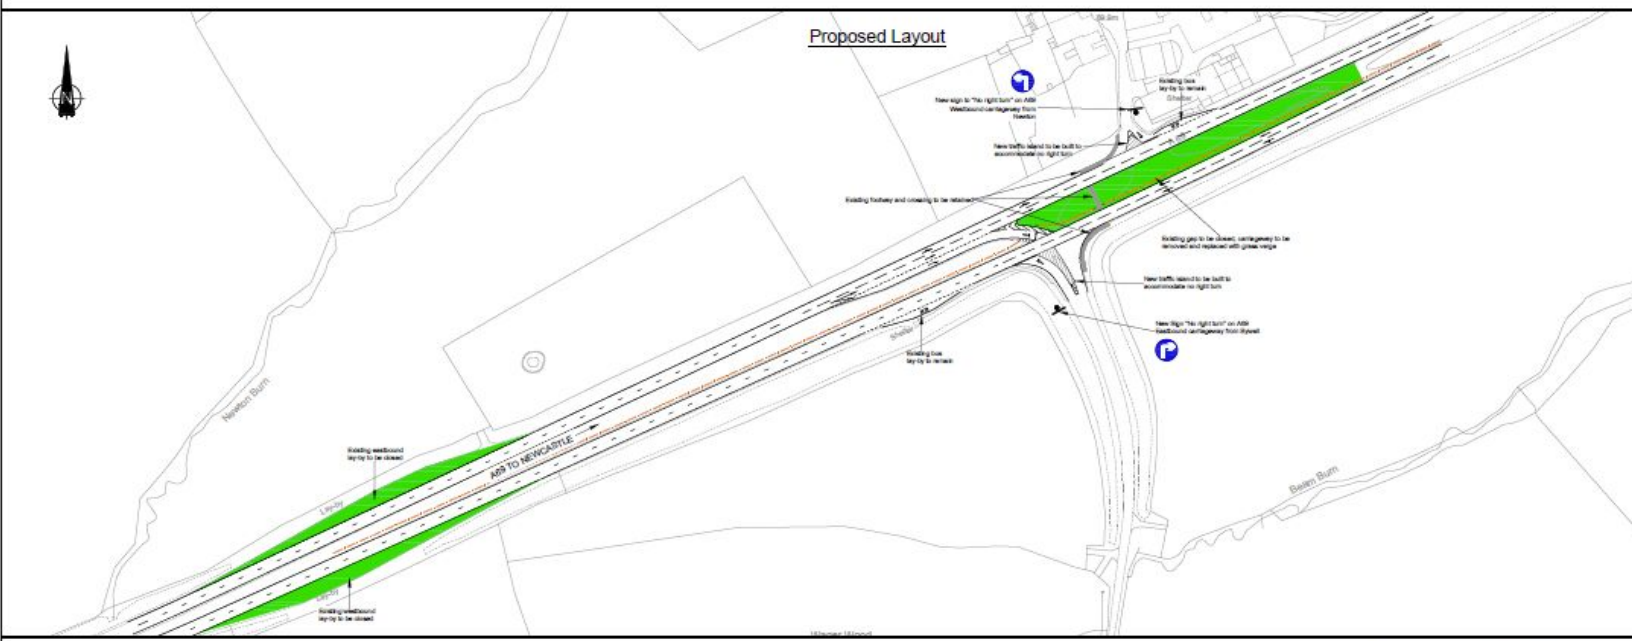 Proposed Layout
N
New sign to "No right turn" on A69
Westbound carriageway from
Newton
Existing bus
lay-by to remain
Shelter
New traffic island to be built to
accommodate no right turn
Existing footway and crossing to be retained
Existing gap to be closed, carriageway to be
removed and replaced with grass verge
New traffic island to be built to
accommodate no right turn
New Sign "No right turn" on A69
Eastbound carriageway from Bywell
Shelter
Existing bus
lay-by to remain
Newton Burn
A69 TO NEWCASTLE
Existing eastbound
lay-by to be closed
Lay-by
Beam Burn
Lay-by
Existing westbound
lay-by to be closed